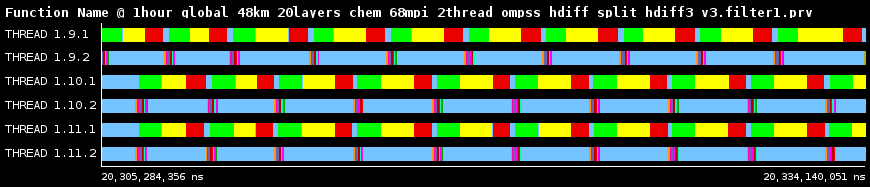 Function Name @ 1hour global 48km 20layers chem 68mpi 2thread ompss hdiff split hdiff3 v3.filter1.prv
THREAD 1.9.1
THREAD 1.9.2
THREAD 1.10.1
THREAD 1.10.2
THREAD 1.11.1
THREAD 1.11.2
20,305,284,356 ns 20,334,140,051 ns